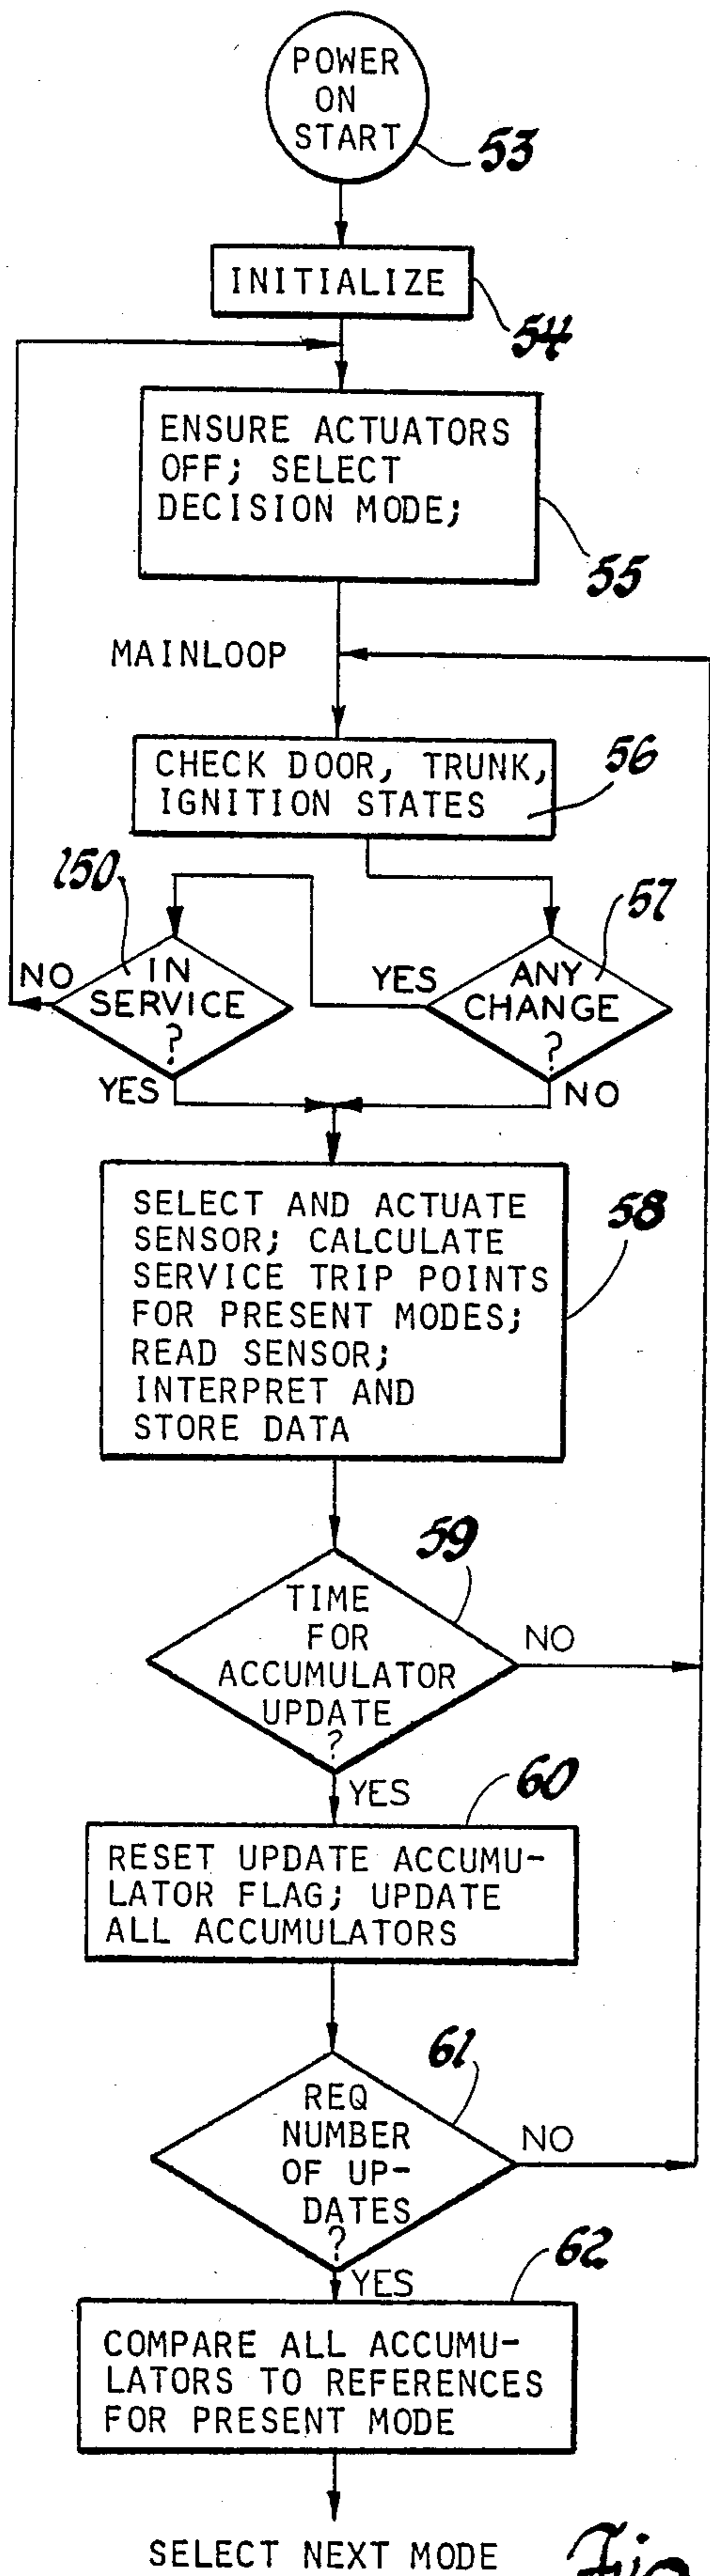 POWER
ON
START
53
INITIALIZE
54
ENSURE ACTUATORS
OFF; SELECT
DECISION MODE;
55
MAINLOOP
CHECK DOOR, TRUNK,
IGNITION STATES
56
150
57
NO
IN
SERVICE
?
YES
YES
ANY
CHANGE
?
NO
SELECT AND ACTUATE
SENSOR; CALCULATE
SERVICE TRIP POINTS
FOR PRESENT MODES;
READ SENSOR;
INTERPRET AND
STORE DATA
58
59
TIME
FOR
ACCUMULATOR
UPDATE
?
NO
YES
60
RESET UPDATE ACCUMU-
LATOR FLAG; UPDATE
ALL ACCUMULATORS
61
REQ
NUMBER
OF UP-
DATES
?
NO
YES
62
COMPARE ALL ACCUMU-
LATORS TO REFERENCES
FOR PRESENT MODE
SELECT NEXT MODE